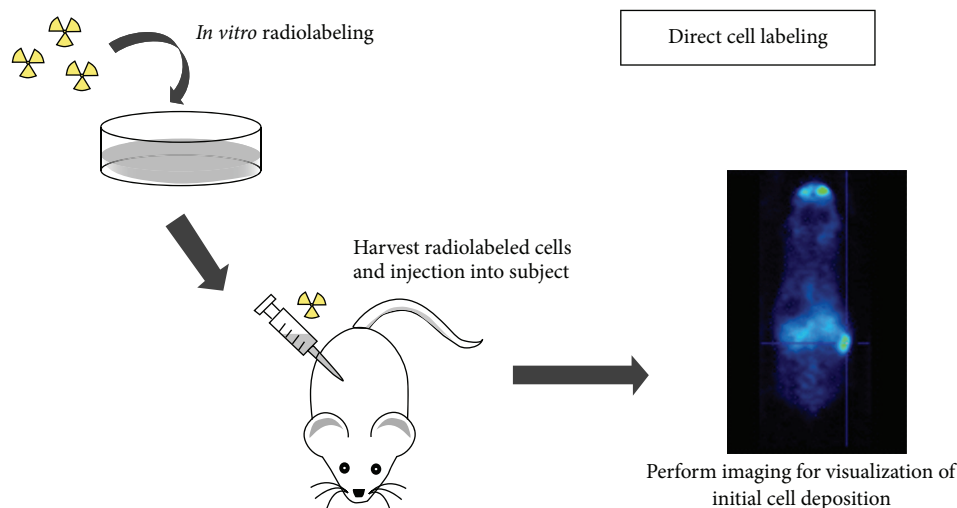 In vitro radiolabeling
Direct cell labeling
Harvest radiolabeled cells
and injection into subject
Perform imaging for visualization of
initial cell deposition